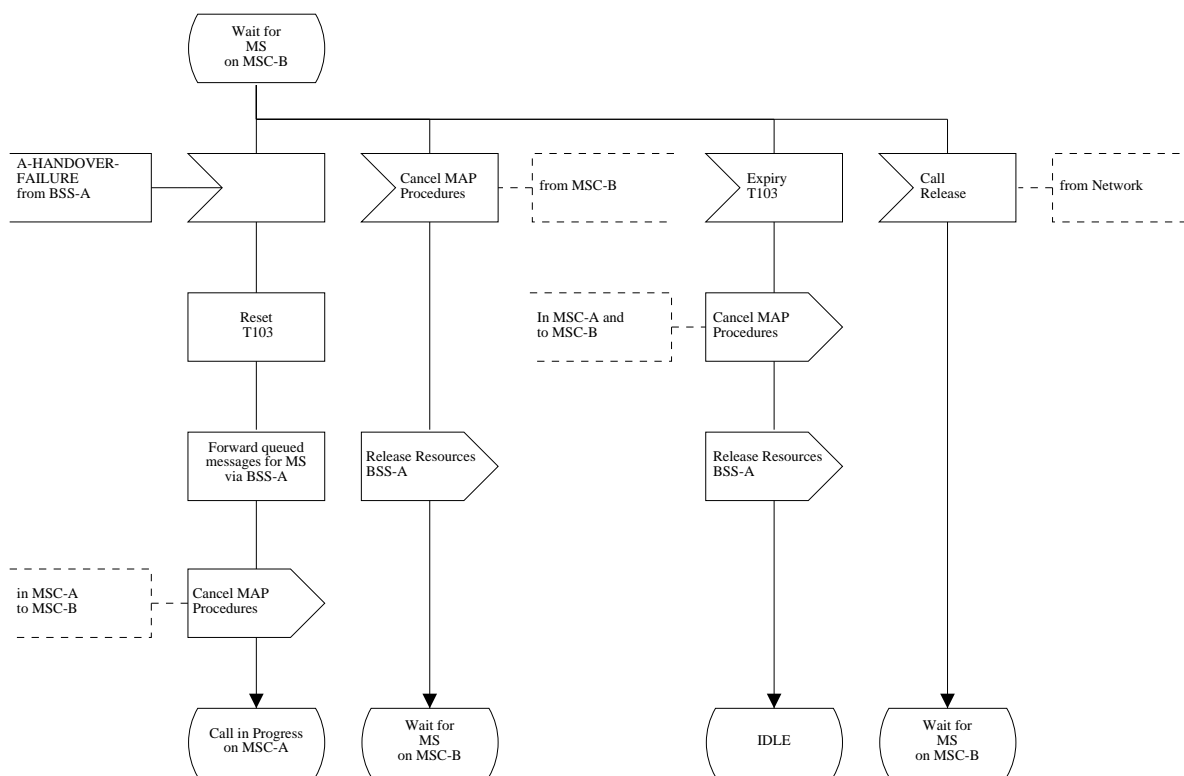 Wait for
MS
on MSC-B
A-HANDOVER-
FAILURE
from BSS-A
Cancel MAP
Procedures
from MSC-B
Expiry
T103
Call
Release
from Network
Reset
T103
In MSC-A and
to MSC-B
Cancel MAP
Procedures
Forward queued
messages for MS
via BSS-A
Release Resources
BSS-A
Release Resources
BSS-A
in MSC-A
to MSC-B
Cancel MAP
Procedures
Call in Progress
on MSC-A
Wait for
MS
on MSC-B
IDLE
Wait for
MS
on MSC-B